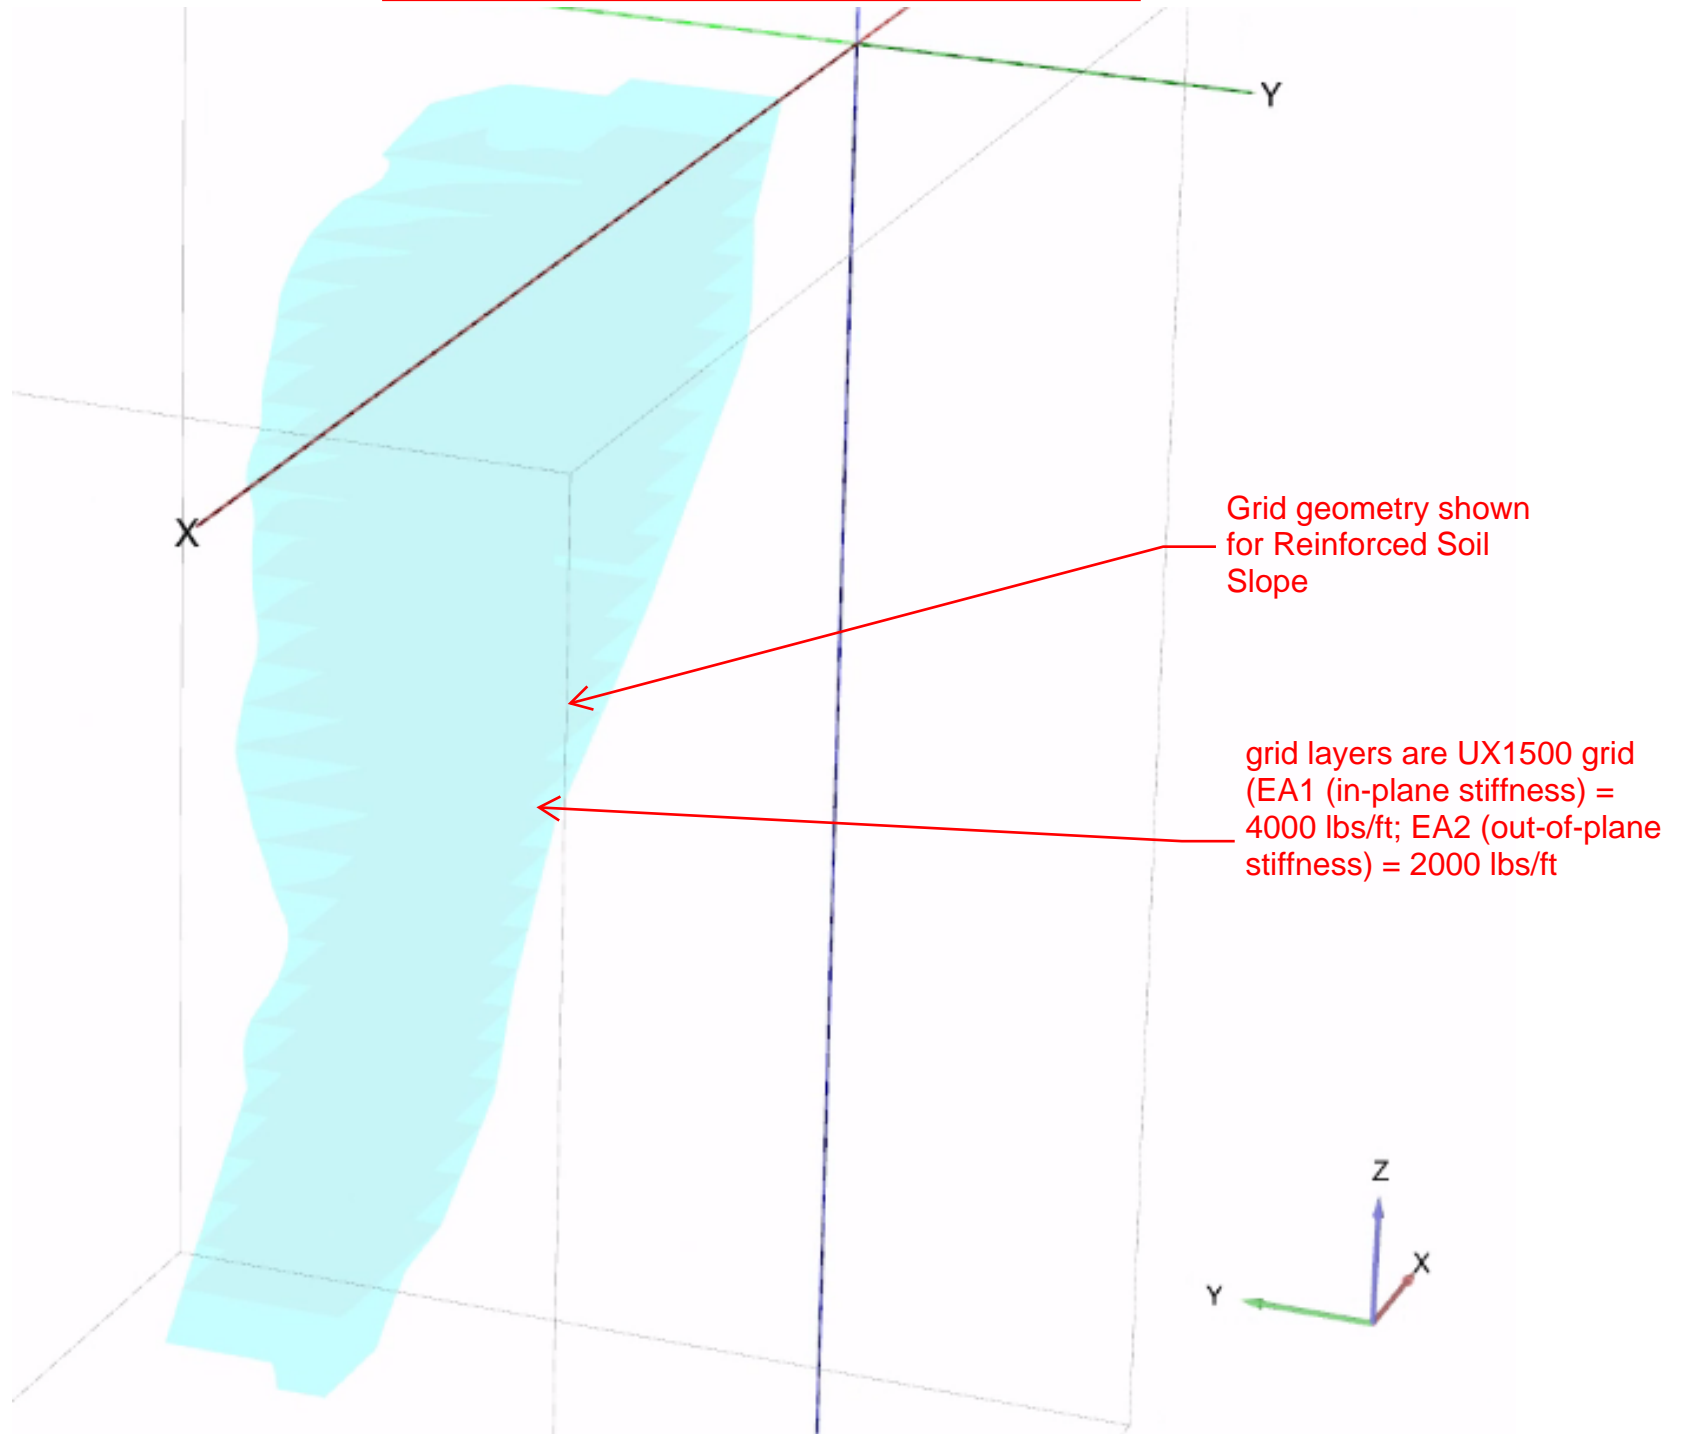 Y
X
Grid geometry shown
for Reinforced Soil
Slope
grid layers are UX1500 grid
(EA1 (in-plane stiffness) =
4000 lbs/ft; EA2 (out-of-plane
stiffness) = 2000 lbs/ft
Z
X
Y